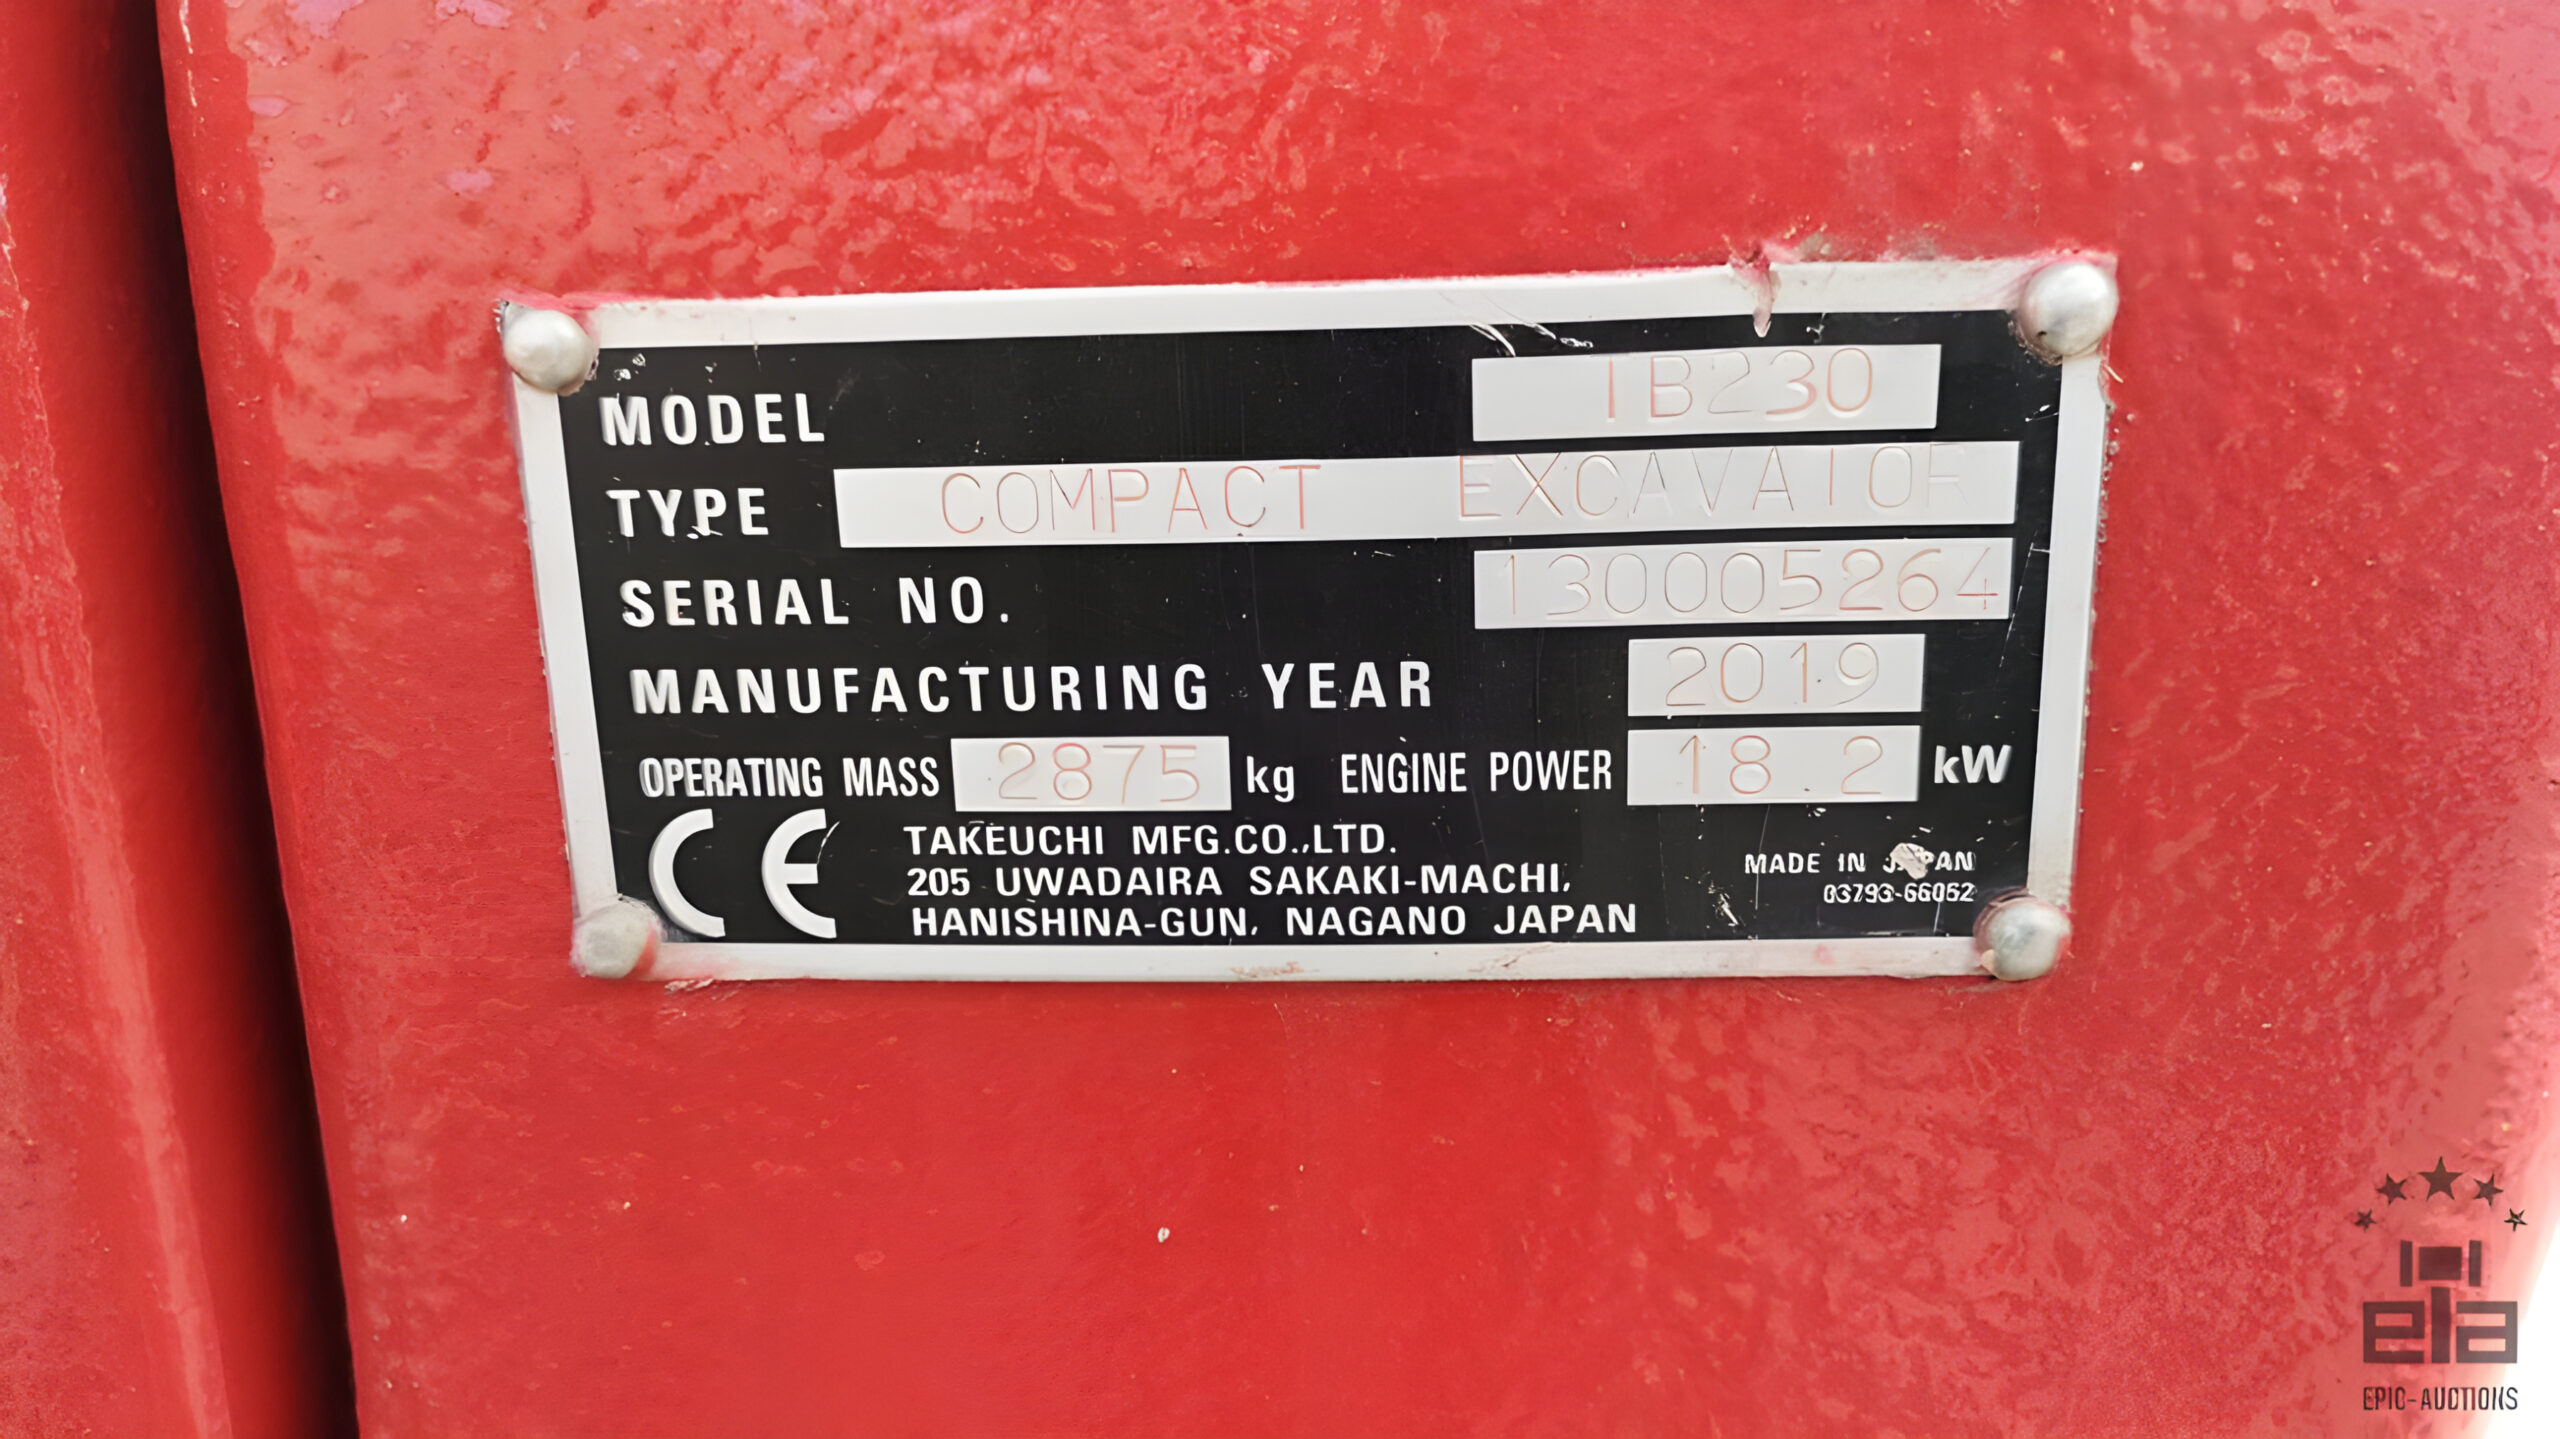 MODEL TB230
TYPE COMPACT EXCAVATOR
SERIAL NO. 130005264
MANUFACTURING YEAR 2019
OPERATING MASS 2875 kg ENGINE POWER 18.2 kW
CE TAKEUCHI MFG.CO.,LTD.
205 UWADAIRA SAKAKI-MACHI,
HANISHINA-GUN, NAGANO JAPAN
MADE IN JAPAN
03793-66052
ela
EPIC-AUCTIONS